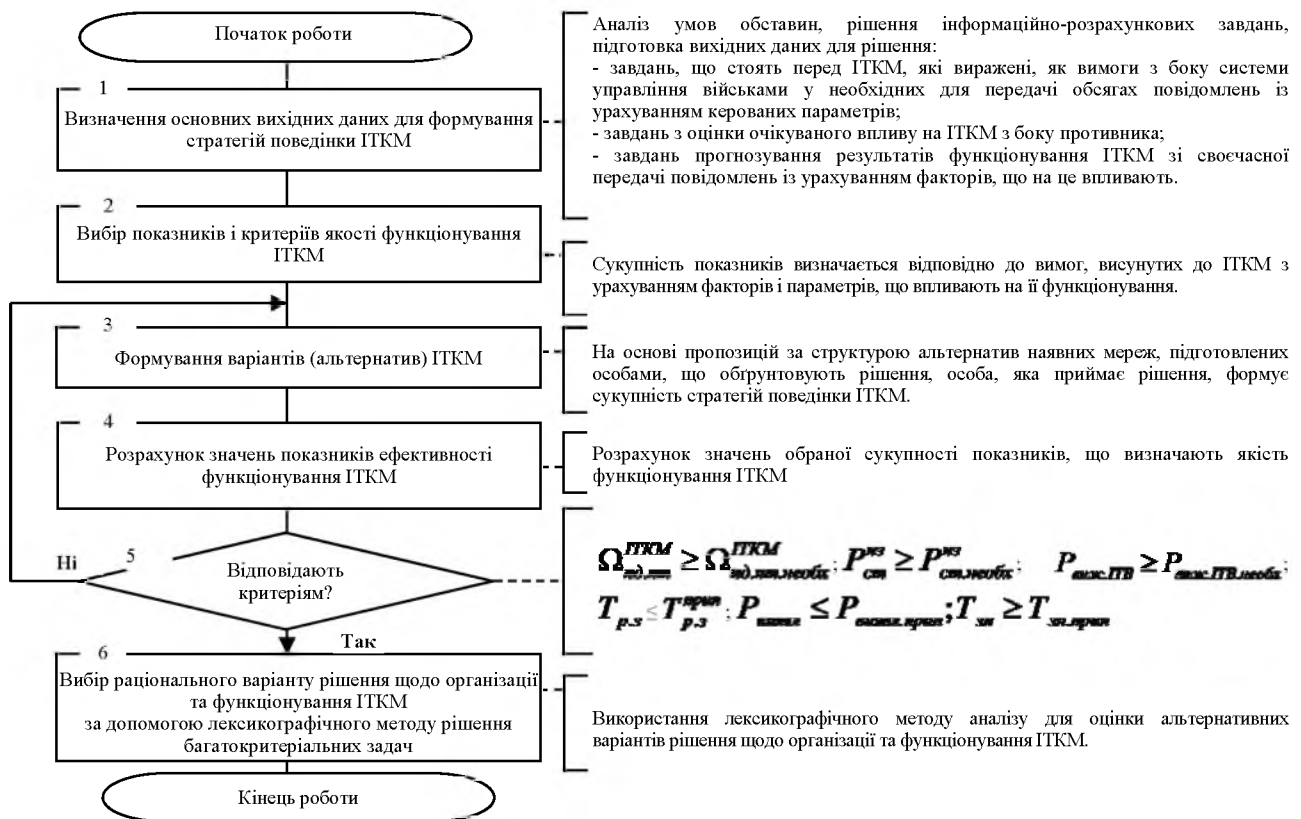 Початок роботи
1
Визначення основних вихідних даних для формування
стратегій поведінки ІТКМ
Аналіз умов обставин, рішення інформаційно-розрахункових завдань,
підготовка вихідних даних для рішення:
- завдань, що стоять перед ІТКМ, які виражені, як вимоги з боку системи
управління військами у необхідних для передачі обсягах повідомлень із
урахуванням керованих параметрів;
- завдань з оцінки очікуваного впливу на ІТКМ з боку противника;
- завдань прогнозування результатів функціонування ІТКМ зі своєчасної
передачі повідомлень із урахуванням факторів, що на це впливають.
2
Вибір показників і критеріїв якості функціонування
ІТКМ
Сукупність показників визначається відповідно до вимог, висунутих до ІТКМ з
урахуванням факторів і параметрів, що впливають на її функціонування.
3
Формування варіантів (альтернатив) ІТКМ
На основі пропозицій за структурою альтернатив наявних мереж, підготовлених
особами, що обґрунтовують рішення, особа, яка приймає рішення, формує
сукупність стратегій поведінки ІТКМ.
4
Розрахунок значень показників ефективності
функціонування ІТКМ
Розрахунок значень обраної сукупності показників, що визначають якість
функціонування ІТКМ
5
Ні
Відповідають
критеріям?
Ω ІТКМ ≥ Ω ІТКМ ; P ≥ P ; P ≥ P ;
T р.з ≤ T р.з ; P ≤ P ; T ≥ T
Так
6
Вибір раціонального варіанту рішення щодо організації
та функціонування ІТКМ
за допомогою лексикографічного методу рішення
багатокритеріальних задач
Використання лексикографічного методу аналізу для оцінки альтернативних
варіантів рішення щодо організації та функціонування ІТКМ.
Кінець роботи